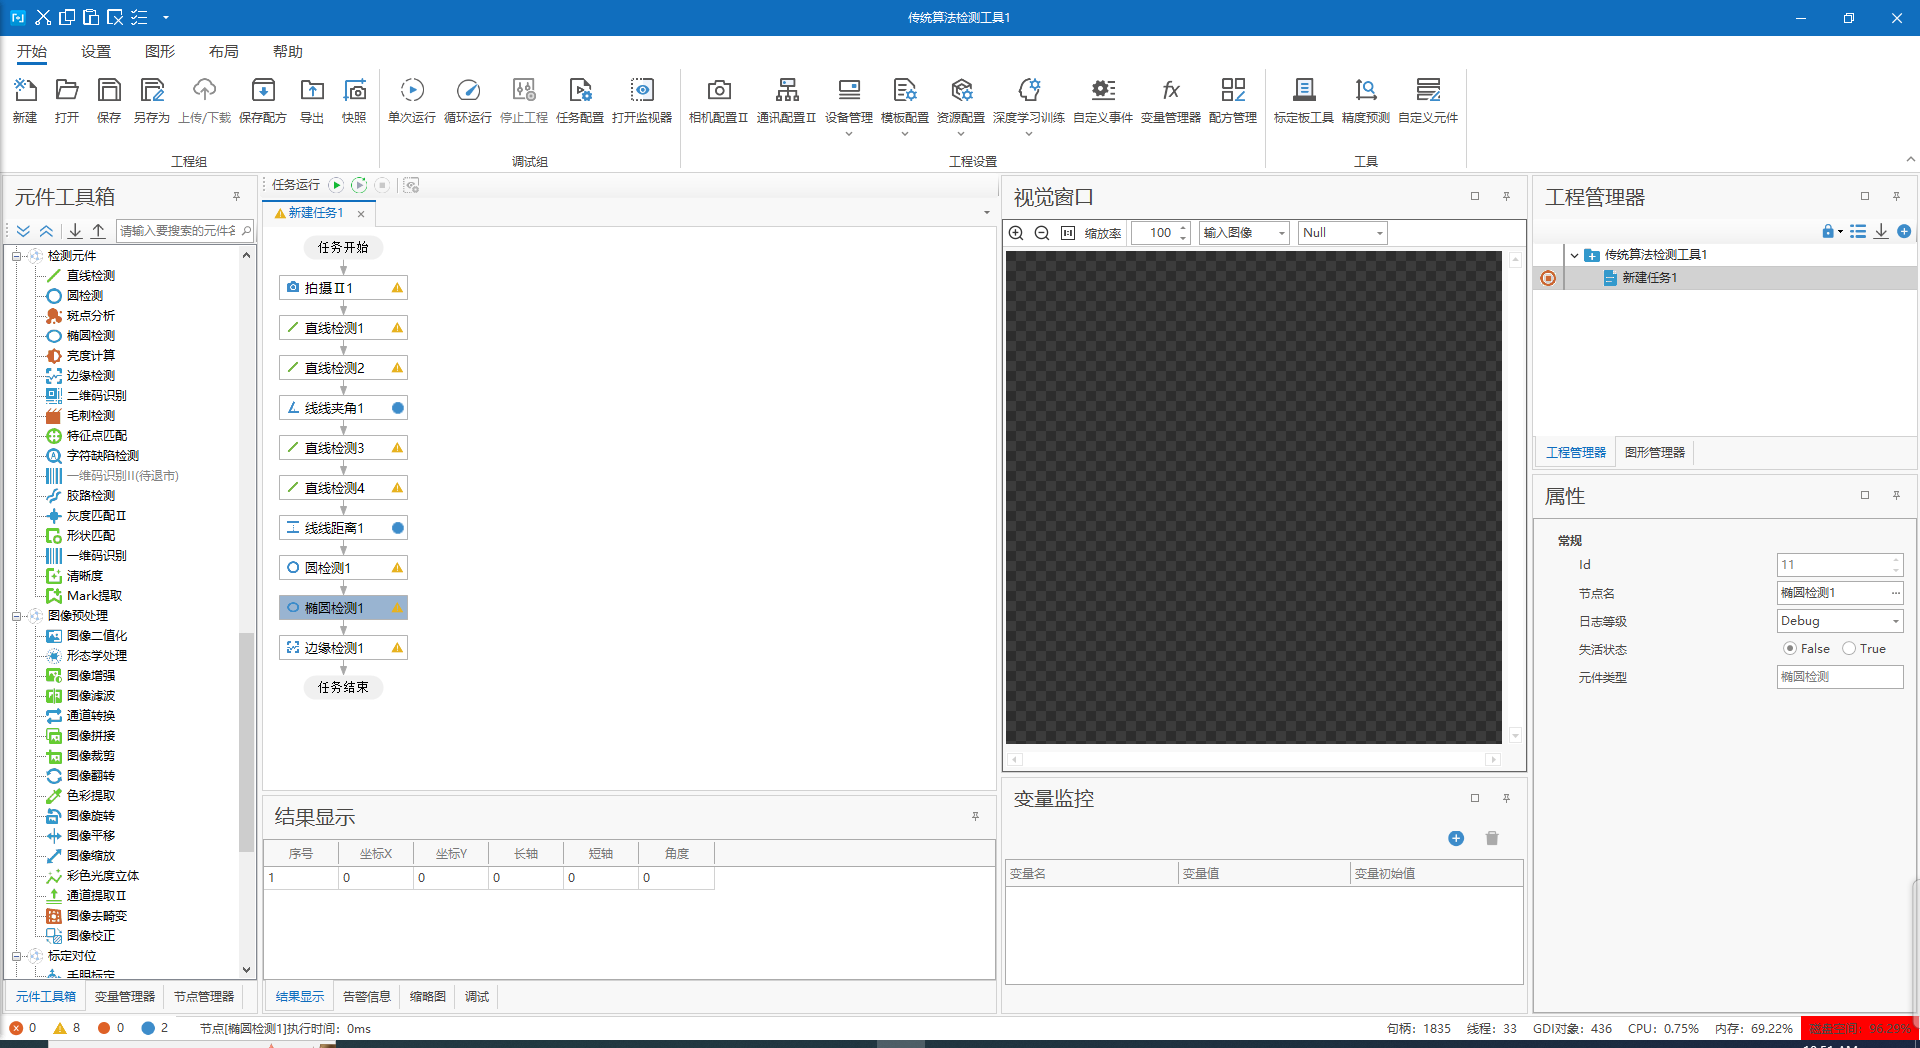 传统算法检测工具1
开始 设置 图形 布局 帮助
新建 打开 保存 另存为 上传/下载 保存配方 导出 快照
单次运行 循环运行 停止工程 任务配置 打开监视器
相机配置II 通讯配置II 设备管理 模板配置 资源配置 深度学习训练 自定义事件 变量管理器 配方管理
标定板工具 精度预测 自定义元件
工程组 调试组 工程设置 工具
元件工具箱
请输入要搜索的元件名
检测元件
直线检测
圆检测
斑点分析
椭圆检测
亮度计算
边缘检测
二维码识别
毛刺检测
特征点匹配
字符缺陷检测
一维码识别II(待退市)
胶路检测
灰度匹配II
形状匹配
一维码识别
清晰度
Mark提取
图像预处理
图像二值化
形态学处理
图像增强
图像滤波
通道转换
图像拼接
图像裁剪
图像翻转
色彩提取
图像旋转
图像平移
图像缩放
彩色光度立体
通道提取II
图像去畸变
图像校正
标定对位
手眼标定
元件工具箱 变量管理器 节点管理器
任务运行
新建任务1
任务开始
拍摄II1
直线检测1
直线检测2
线线夹角1
直线检测3
直线检测4
线线距离1
圆检测1
椭圆检测1
边缘检测1
任务结束
结果显示
序号 坐标X 坐标Y 长轴 短轴 角度
1 0 0 0 0 0
结果显示 告警信息 缩略图 调试
视觉窗口
缩放率 100 输入图像 Null
变量监控
变量名 变量值 变量初始值
工程管理器
传统算法检测工具1
新建任务1
工程管理器 图形管理器
属性
常规
Id 11
节点名 椭圆检测1
日志等级 Debug
失活状态 False True
元件类型 椭圆检测
0 8 0 2 节点[椭圆检测1]执行时间: 0ms
句柄: 1835 线程: 33 GDI对象: 436 CPU: 0.75% 内存: 69.22%